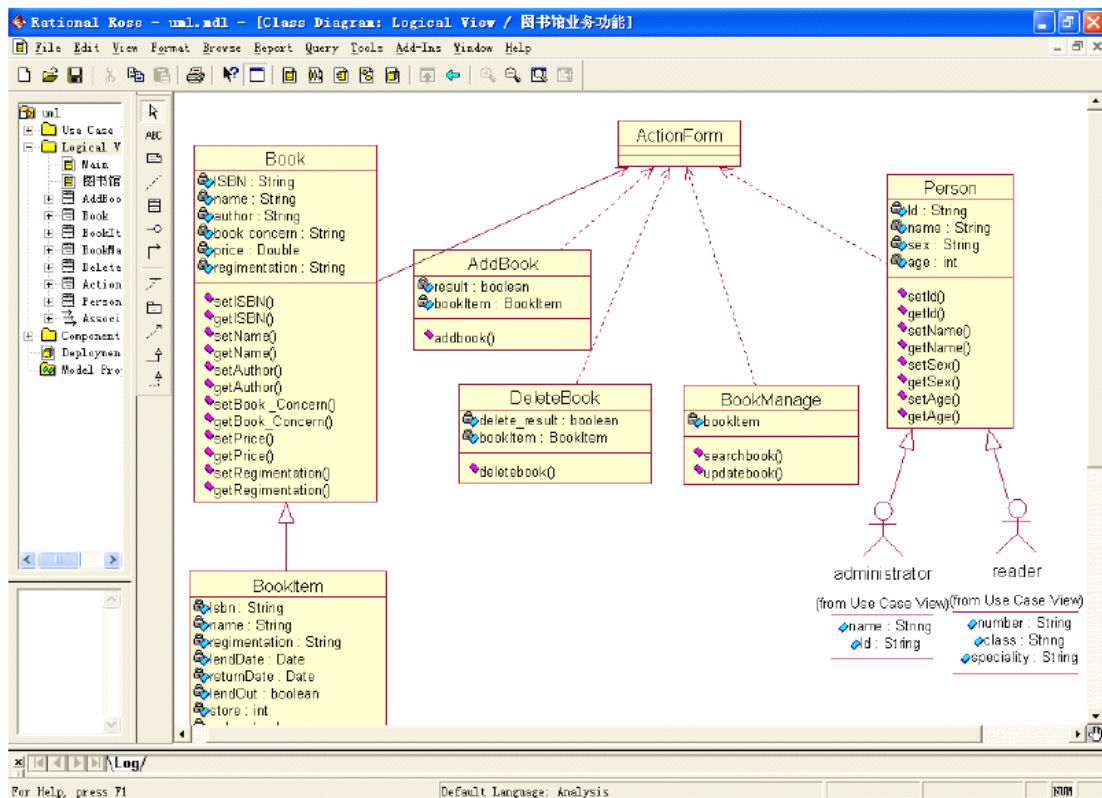 Rational Rose - uml.mdl - [Class Diagram: Logical View / 图书馆业务功能]
File Edit View Format Browse Report Query Tools Add-Ins Window Help
uml
Use Case
Logical V
Main
图书馆
AddBoo
Book
BookIt
BookMa
Delete
Action
Person
Associ
Component
Deploymen
Model Pro
ABC
Book
ISBN : String
name : String
author : String
book concern : String
price : Double
regimentation : String
setISBN()
getISBN()
setName()
getName()
setAuthor()
getAuthor()
setBook _Concern()
getBook_Concern()
setPrice()
getPrice()
setRegimentation()
getRegimentation()
ActionForm
AddBook
result : boolean
bookItem : BookItem
addbook()
DeleteBook
delete_result : boolean
bookItem : BookItem
deletebook()
BookManage
bookItem
searchbook()
updatebook()
Person
Id : String
name : String
sex : String
age : int
setId()
getId()
setName()
getName()
setSex()
getSex()
setAge()
getAge()
BookItem
Isbn : String
name : String
regimentation : String
lendDate : Date
returnDate : Date
lendOut : boolean
store : int
administrator
(from Use Case View)
name : String
Id : String
reader
(from Use Case View)
number : String
class : String
speciality : String
Log
For Help, press F1
Default Language: Analysis
NUM